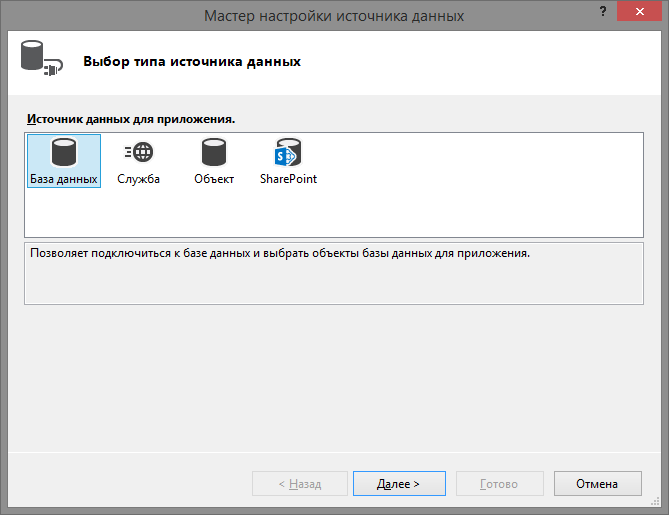 Мастер настройки источника данных
?
Выбор типа источника данных
Источник данных для приложения.
База данных Служба Объект SharePoint
Позволяет подключиться к базе данных и выбрать объекты базы данных для приложения.
< Назад Далее > Готово Отмена